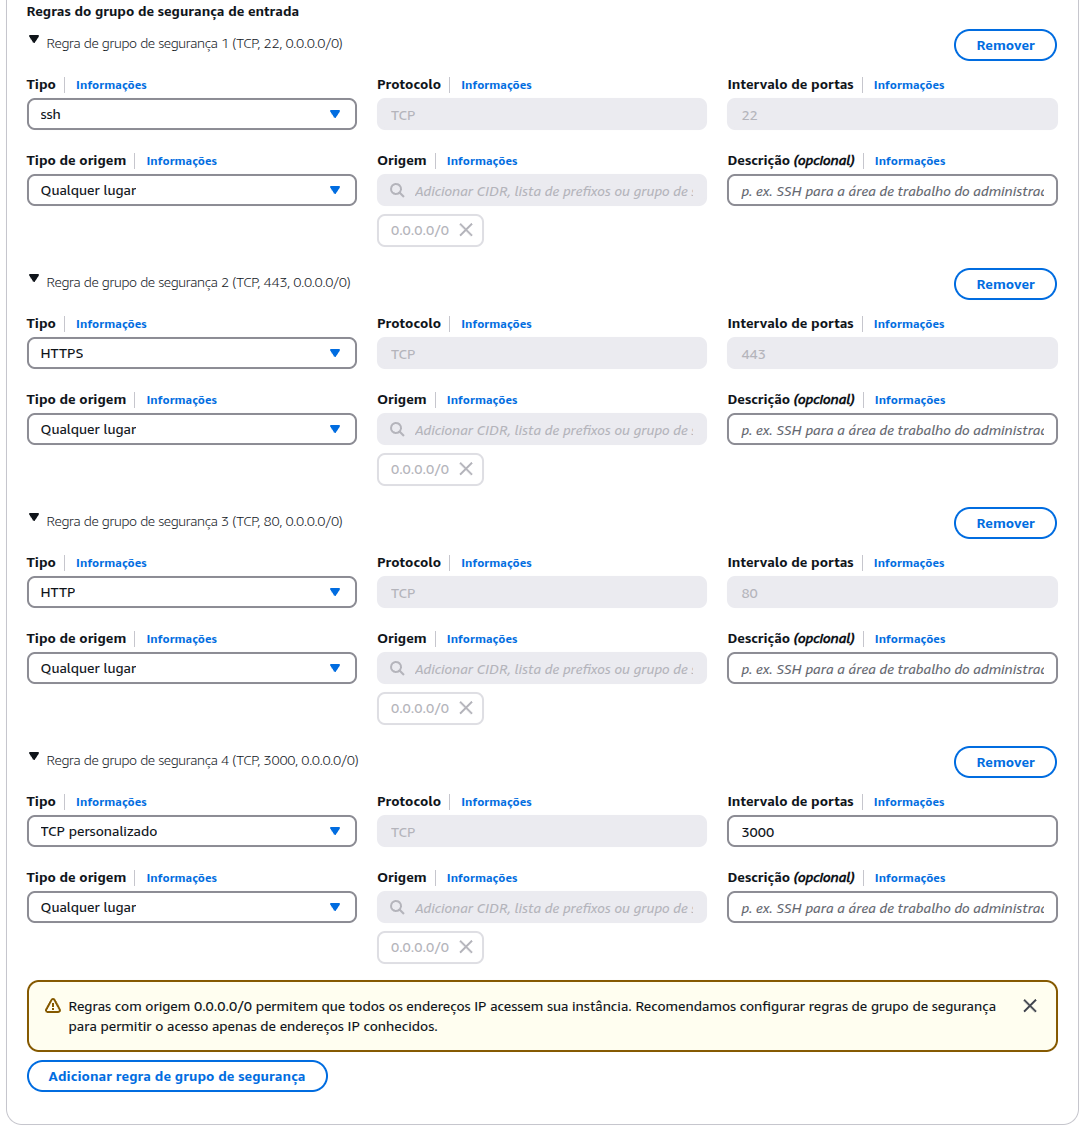 Regras do grupo de segurança de entrada
Regra de grupo de segurança 1 (TCP, 22, 0.0.0.0/0)
Remover
Tipo Informações Protocolo Informações Intervalo de portas Informações
ssh TCP 22
Tipo de origem Informações Origem Informações Descrição (opcional) Informações
Qualquer lugar Adicionar CIDR, lista de prefixos ou grupo de p. ex. SSH para a área de trabalho do
0.0.0.0/0
Regra de grupo de segurança 2 (TCP, 443, 0.0.0.0/0)
Remover
Tipo Informações Protocolo Informações Intervalo de portas Informações
HTTPS TCP 443
Tipo de origem Informações Origem Informações Descrição (opcional) Informações
Qualquer lugar Adicionar CIDR, lista de prefixos ou grupo de p. ex. SSH para a área de trabalho do
0.0.0.0/0
Regra de grupo de segurança 3 (TCP, 80, 0.0.0.0/0)
Remover
Tipo Informações Protocolo Informações Intervalo de portas Informações
HTTP TCP 80
Tipo de origem Informações Origem Informações Descrição (opcional) Informações
Qualquer lugar Adicionar CIDR, lista de prefixos ou grupo de p. ex. SSH para a área de trabalho do
0.0.0.0/0
Regra de grupo de segurança 4 (TCP, 3000, 0.0.0.0/0)
Remover
Tipo Informações Protocolo Informações Intervalo de portas Informações
TCP personalizado TCP 3000
Tipo de origem Informações Origem Informações Descrição (opcional) Informações
Qualquer lugar Adicionar CIDR, lista de prefixos ou grupo de p. ex. SSH para a área de trabalho do
0.0.0.0/0
Regras com origem 0.0.0.0/0 permitem que todos os endereços IP acessem sua instância. Recomendamos configurar regras de grupo de segurança
para permitir o acesso apenas de endereços IP conhecidos.
Adicionar regra de grupo de segurança